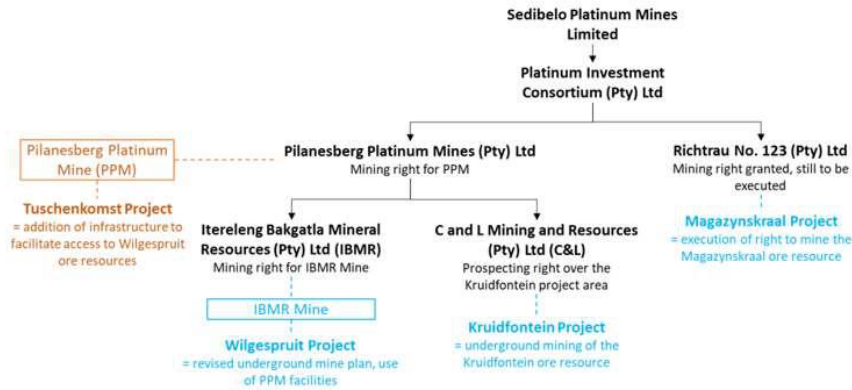 Sedibelo Platinum Mines
Limited
Platinum Investment
Consortium (Pty) Ltd
Pilanesberg Platinum
Mine (PPM)
Tuschenkomst Project
= addition of infrastructure to
facilitate access to Wilgespruit
ore resources
Pilanesberg Platinum Mines (Pty) Ltd
Mining right for PPM
Richtrau No. 123 (Pty) Ltd
Mining right granted, still to be
executed
Magazynskraal Project
= execution of right to mine the
Magazynskraal ore resource
Itereleng Bakgatla Mineral
Resources (Pty) Ltd (IBMR)
Mining right for IBMR Mine
IBMR Mine
Wilgespruit Project
= revised underground mine plan, use
of PPM facilities
C and L Mining and Resources
(Pty) Ltd (C&L)
Prospecting right over the
Kruidfontein project area
Kruidfontein Project
= underground mining of the
Kruidfontein ore resource